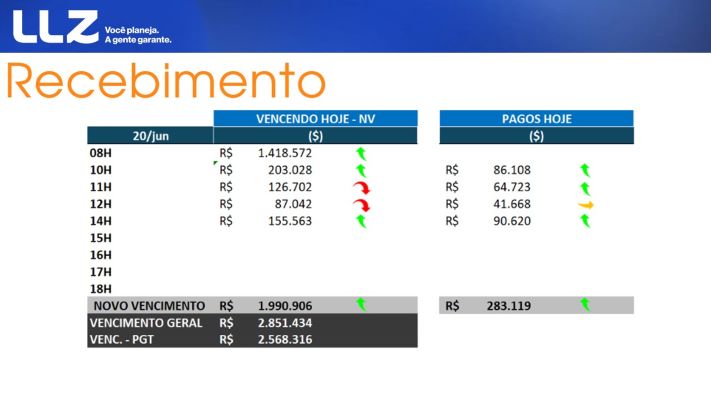 LLZ
Você planeja.
A gente garante.
Recebimento
VENCENDO HOJE - NV PAGOS HOJE
20/jun ($) ($)
08H R$ 1.418.572
10H R$ 203.028 R$ 86.108
11H R$ 126.702 R$ 64.723
12H R$ 87.042 R$ 41.668
14H R$ 155.563 R$ 90.620
15H
16H
17H
18H
NOVO VENCIMENTO R$ 1.990.906 R$ 283.119
VENCIMENTO GERAL R$ 2.851.434
VENC. - PGT R$ 2.568.316